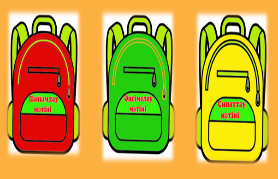 Пайымдау
мәтіні
Әңгімелеу
мәтіні
Сипаттау
мәтіні